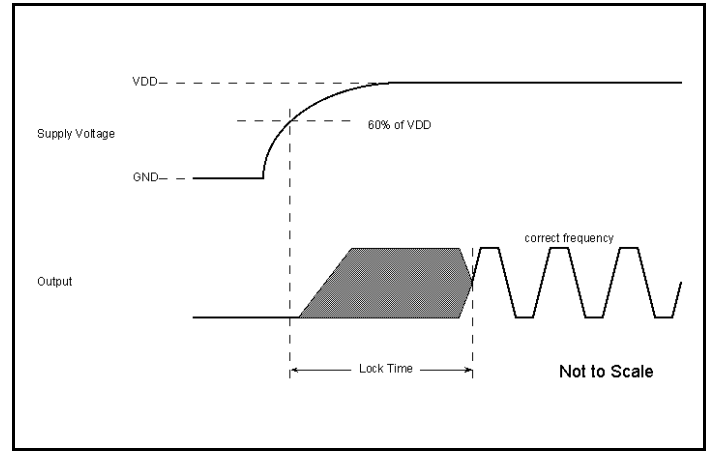 VDD
60% of VDD
Supply Voltage
GND
correct frequency
Output
Lock Time
Not to Scale